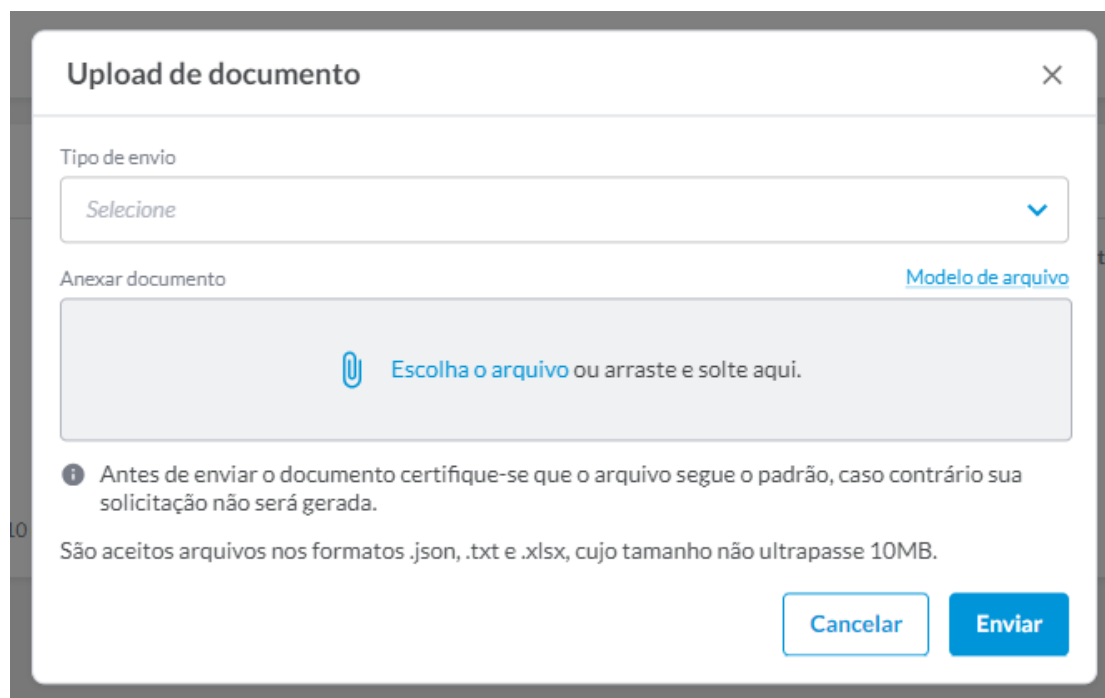 Upload de documento
Tipo de envio
Selecione
Anexar documento
Modelo de arquivo
Escolha o arquivo ou arraste e solte aqui.
Antes de enviar o documento certifique-se que o arquivo segue o padrão, caso contrário sua
solicitação não será gerada.
10
São aceitos arquivos nos formatos .json, .txt e .xlsx, cujo tamanho não ultrapasse 10MB.
Cancelar
Enviar